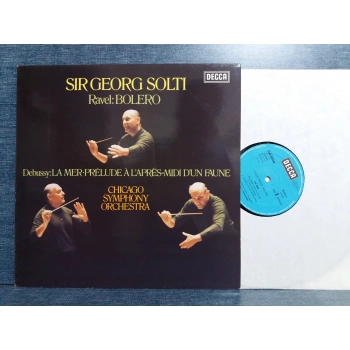 DECCA
SIR GEORG SOLTI
Ravel: BOLERO
Debussy: LA MER · PRÉLUDE À L'APRÈS-MIDI D'UN FAUNE
CHICAGO
SYMPHONY
ORCHESTRA
DECCA